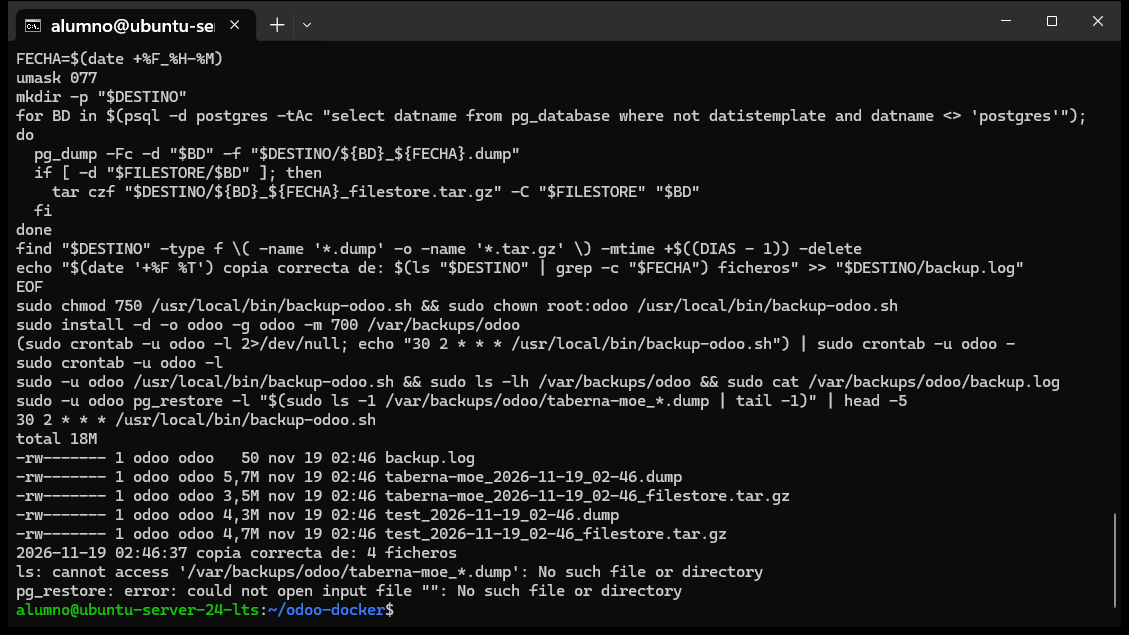 alumno@ubuntu-se
FECHA=$(date +%F_%H-%M)
umask 077
mkdir -p "$DESTINO"
for BD in $(psql -d postgres -tAc "select datname from pg_database where not datistemplate and datname <> 'postgres'");
do
  pg_dump -Fc -d "$BD" -f "$DESTINO/${BD}_${FECHA}.dump"
  if [ -d "$FILESTORE/$BD" ]; then
    tar czf "$DESTINO/${BD}_${FECHA}_filestore.tar.gz" -C "$FILESTORE" "$BD"
  fi
done
find "$DESTINO" -type f \( -name '*.dump' -o -name '*.tar.gz' \) -mtime +$((DIAS - 1)) -delete
echo "$(date '+%F %T') copia correcta de: $(ls "$DESTINO" | grep -c "$FECHA") ficheros" >> "$DESTINO/backup.log"
EOF
sudo chmod 750 /usr/local/bin/backup-odoo.sh && sudo chown root:odoo /usr/local/bin/backup-odoo.sh
sudo install -d -o odoo -g odoo -m 700 /var/backups/odoo
(sudo crontab -u odoo -l 2>/dev/null; echo "30 2 * * * /usr/local/bin/backup-odoo.sh") | sudo crontab -u odoo -
sudo crontab -u odoo -l
sudo -u odoo /usr/local/bin/backup-odoo.sh && sudo ls -lh /var/backups/odoo && sudo cat /var/backups/odoo/backup.log
sudo -u odoo pg_restore -l "$(sudo ls -1 /var/backups/odoo/taberna-moe_*.dump | tail -1)" | head -5
30 2 * * * /usr/local/bin/backup-odoo.sh
total 18M
-rw------- 1 odoo odoo   50 nov 19 02:46 backup.log
-rw------- 1 odoo odoo 5,7M nov 19 02:46 taberna-moe_2026-11-19_02-46.dump
-rw------- 1 odoo odoo 3,5M nov 19 02:46 taberna-moe_2026-11-19_02-46_filestore.tar.gz
-rw------- 1 odoo odoo 4,3M nov 19 02:46 test_2026-11-19_02-46.dump
-rw------- 1 odoo odoo 4,7M nov 19 02:46 test_2026-11-19_02-46_filestore.tar.gz
2026-11-19 02:46:37 copia correcta de: 4 ficheros
ls: cannot access '/var/backups/odoo/taberna-moe_*.dump': No such file or directory
pg_restore: error: could not open input file "": No such file or directory
alumno@ubuntu-server-24-lts:~/odoo-docker$